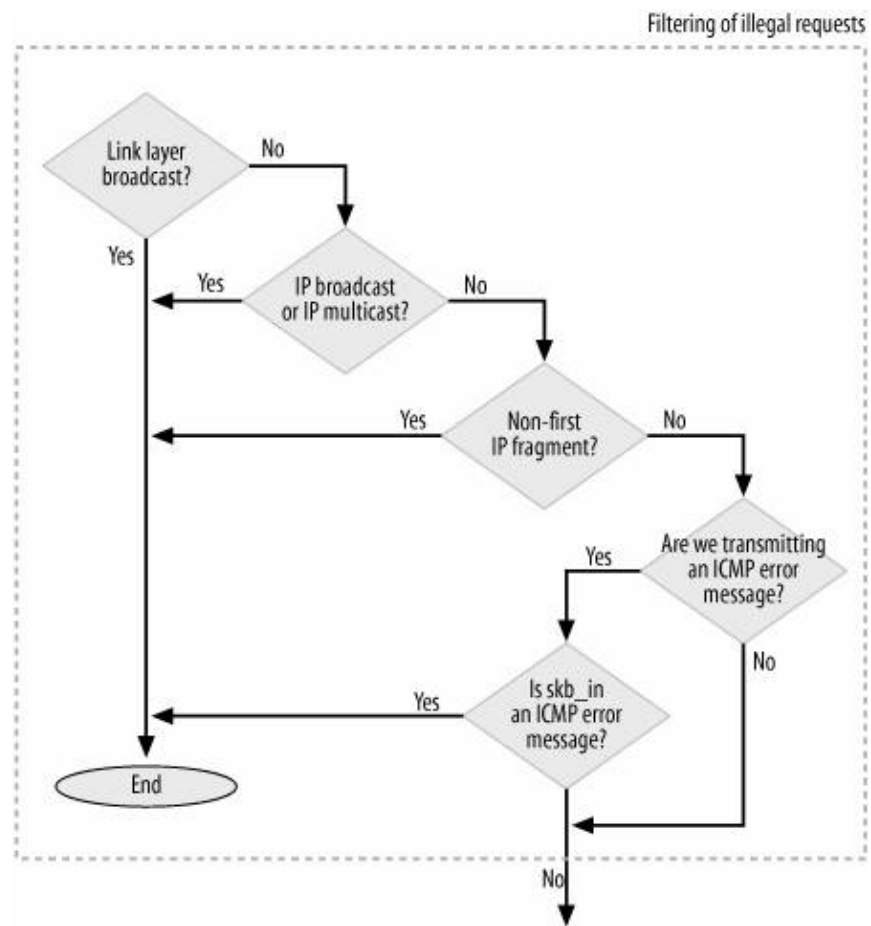 Filtering of illegal requests
Link layer
broadcast?
No
Yes
IP broadcast
or IP multicast?
Yes
No
Non-first
IP fragment?
Yes
No
Are we transmitting
an ICMP error
message?
Yes
No
Is skb_in
an ICMP error
message?
Yes
End
No